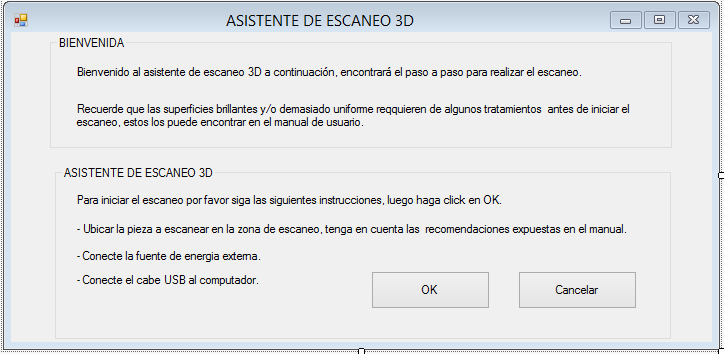 ASISTENTE DE ESCANEO 3D
BIENVENIDA
Bienvenido al asistente de escaneo 3D a continuación, encontrará el paso a paso para realizar el escaneo.
Recuerde que las superficies brillantes y/o demasiado uniforme reqquieren de algunos tratamientos antes de iniciar el
escaneo, estos los puede encontrar en el manual de usuario.
ASISTENTE DE ESCANEO 3D
Para iniciar el escaneo por favor siga las siguientes instrucciones, luego haga click en OK.
- Ubicar la pieza a escanear en la zona de escaneo, tenga en cuenta las recomendaciones expuestas en el manual.
- Conecte la fuente de energia externa.
- Conecte el cabe USB al computador.
OK
Cancelar